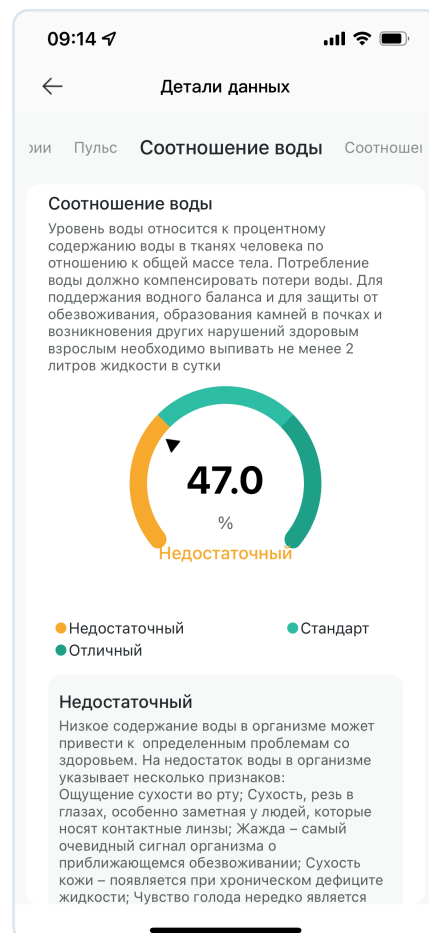 09:14
Детали данных
рии Пульс Соотношение воды Соотноше
Соотношение воды
Уровень воды относится к процентному
содержанию воды в тканях человека по
отношению к общей массе тела. Потребление
воды должно компенсировать потери воды. Для
поддержания водного баланса и для защиты от
обезвоживания, образования камней в почках и
возникновения других нарушений здоровым
взрослым необходимо выпивать не менее 2
литров жидкости в сутки
47.0
%
Недостаточный
Недостаточный Стандарт
Отличный
Недостаточный
Низкое содержание воды в организме может
привести к  определенным проблемам со
здоровьем. На недостаток воды в организме
указывает несколько признаков:
Ощущение сухости во рту; Сухость, резь в
глазах, особенно заметная у людей, которые
носят контактные линзы; Жажда – самый
очевидный сигнал организма о
приближающемся обезвоживании; Сухость
кожи – появляется при хроническом дефиците
жидкости; Чувство голода нередко является